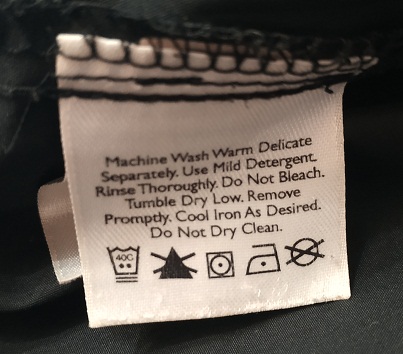 Machine Wash Warm Delicate
Separately. Use Mild Detergent.
Rinse Thoroughly. Do Not Bleach.
Tumble Dry Low. Remove
Promptly. Cool Iron As Desired.
Do Not Dry Clean.
40C